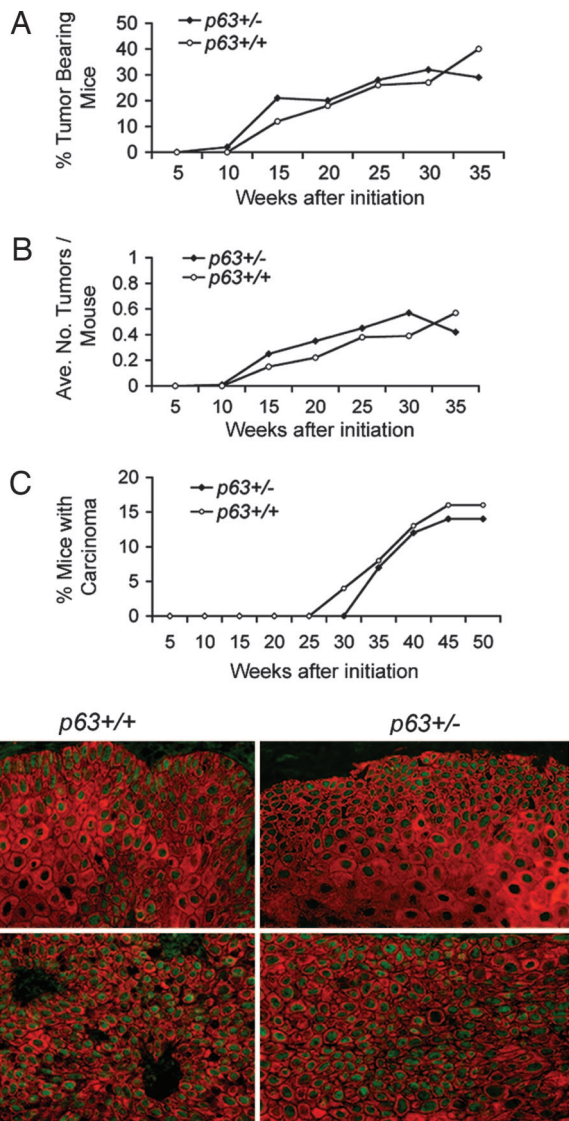 A
% Tumor Bearing
Mice
50
40
30
20
10
0
p63+/-
p63+/+
5 10 15 20 25 30 35
Weeks after initiation
B
Ave. No. Tumors /
Mouse
1
0.8
0.6
0.4
0.2
0
p63+/-
p63+/+
5 10 15 20 25 30 35
Weeks after initiation
C
% Mice with
Carcinoma
20
15
10
5
0
p63+/-
p63+/+
5 10 15 20 25 30 35 40 45 50
Weeks after initiation
p63+/+ p63+/-